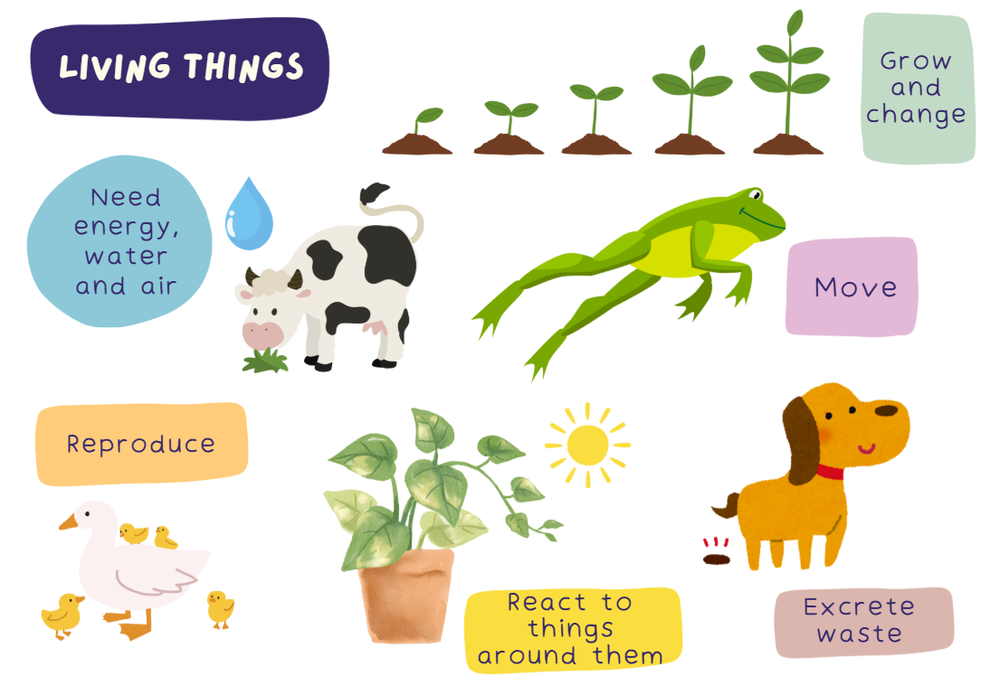 LIVING THINGS
Grow
and
change
Need
energy,
water
and air
Move
Reproduce
React to
things
around them
Excrete
waste